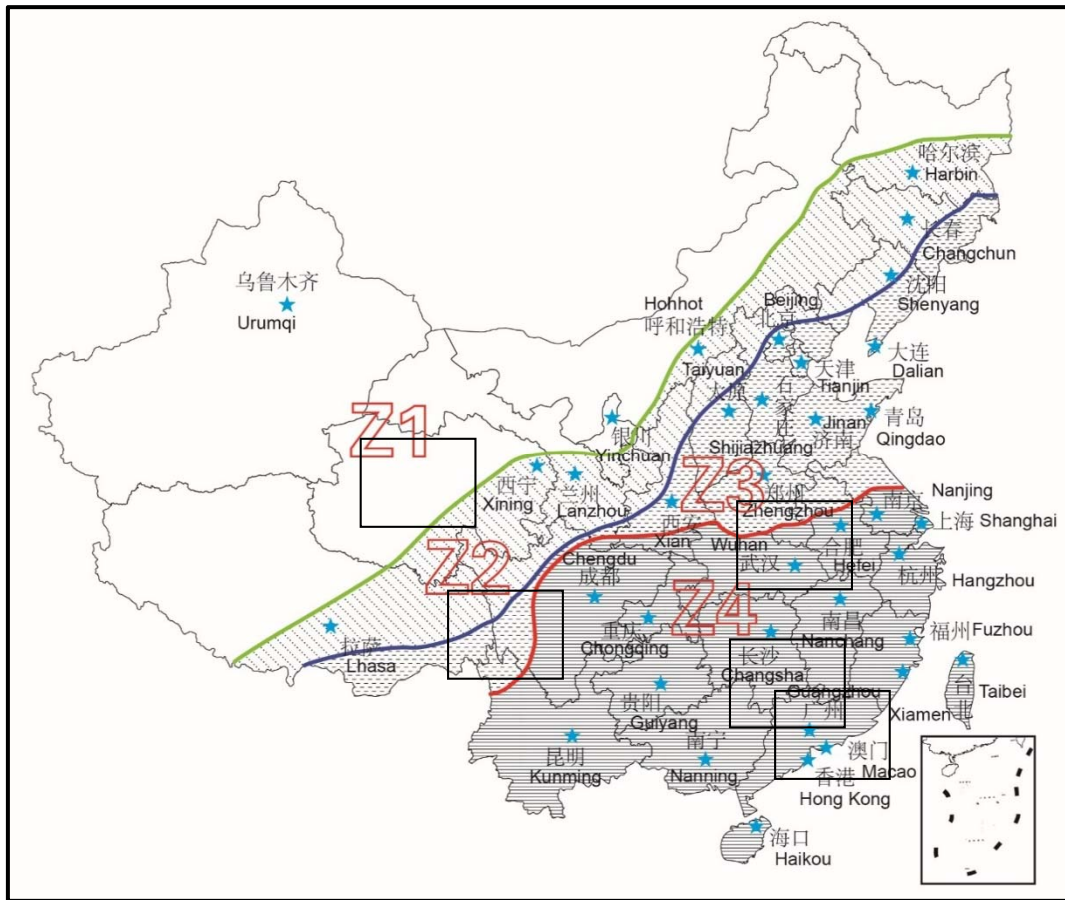 哈尔滨
Harbin
长春
Changchun
沈阳
Shenyang
乌鲁木齐
Urumqi
Hohhot
呼和浩特
Beijing
北京
大连
Dalian
天津
Tianjin
Taiyuan
太原
石家庄
Shijiazhuang
青岛
Qingdao
Jinan
济南
Z1
银川
Yinchuan
西宁
Xining
兰州
Lanzhou
Z3
郑州
Zhengzhou
Nanjing
南京
上海 Shanghai
西安
Xian
Wuhan
武汉
合肥
Hefei
杭州
Hangzhou
Z2
Chengdu
成都
Z4
重庆
Chongqing
南昌
Nanchang
福州 Fuzhou
拉萨
Lhasa
长沙
Changsha
贵阳
Guiyang
Guangzhou
广州
Xiamen
台北
Taibei
昆明
Kunming
南宁
Nanning
澳门
Macao
香港
Hong Kong
海口
Haikou